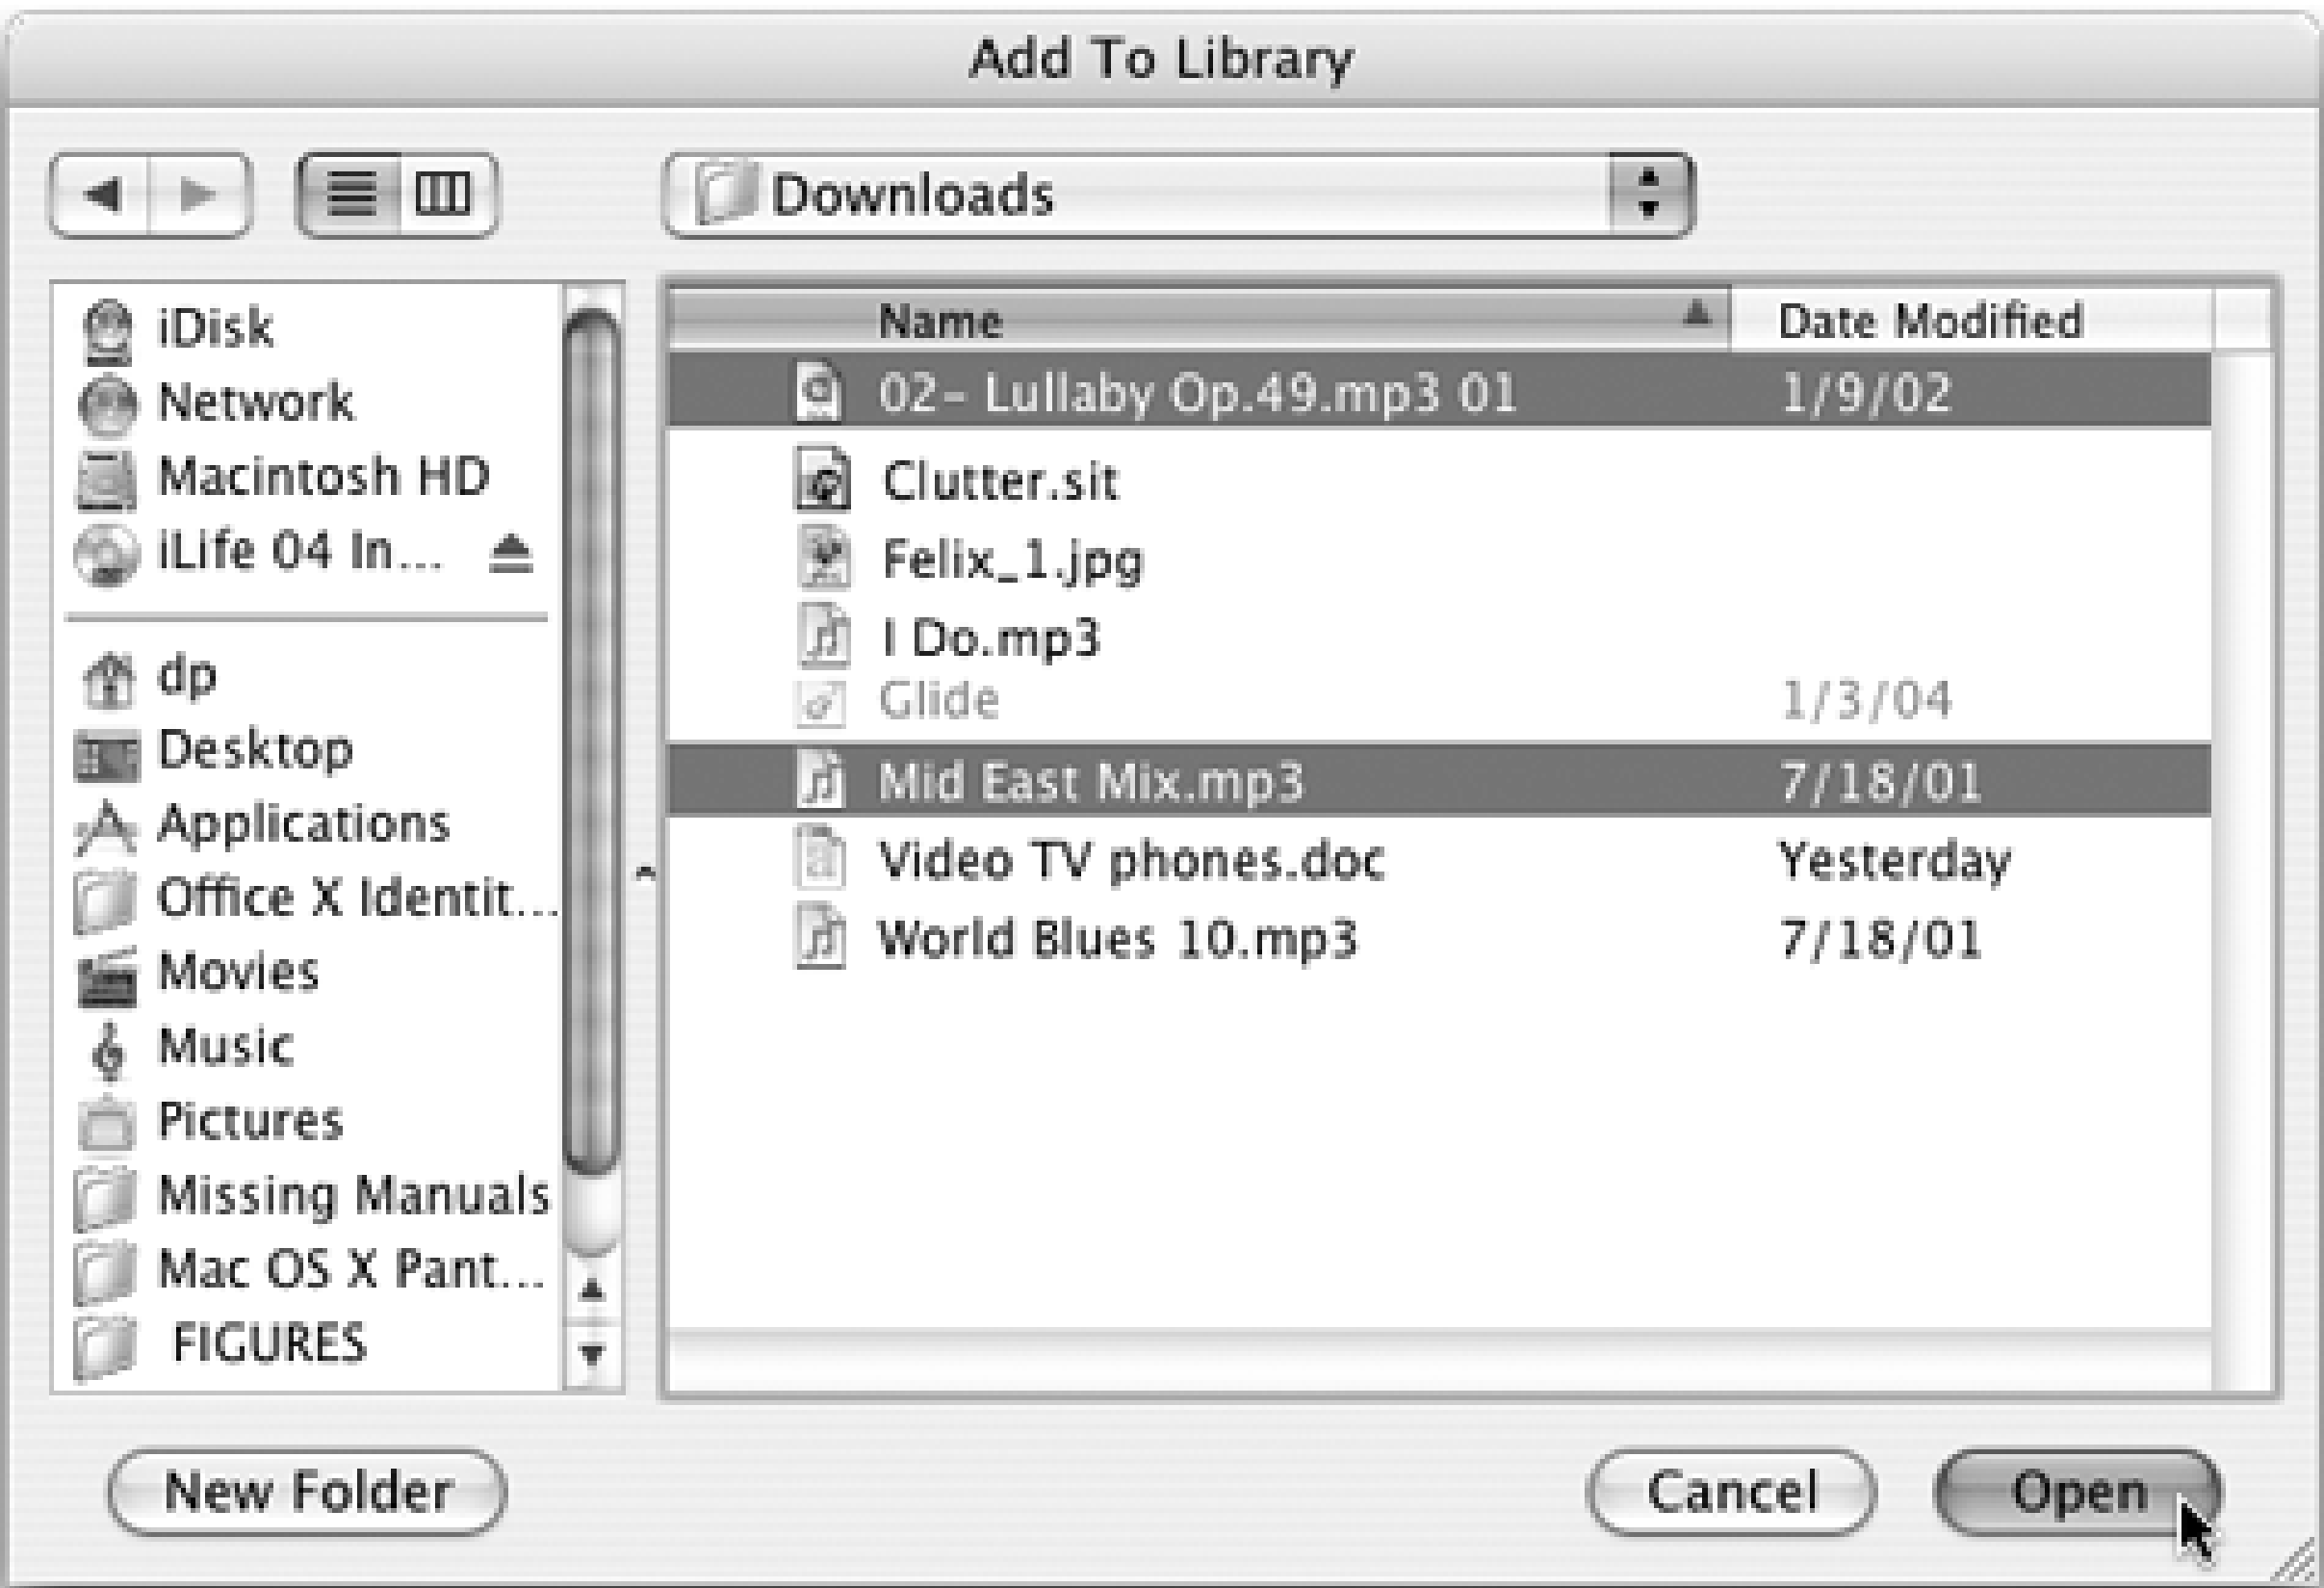 Add To Library
Downloads
iDisk
Network
Macintosh HD
iLife 04 In...
dp
Desktop
Applications
Office X Identit...
Movies
Music
Pictures
Missing Manuals
Mac OS X Pant...
FIGURES
Name Date Modified
02- Lullaby Op.49.mp3 01 1/9/02
Clutter.sit
Felix_1.jpg
I Do.mp3
Glide 1/3/04
Mid East Mix.mp3 7/18/01
Video TV phones.doc Yesterday
World Blues 10.mp3 7/18/01
New Folder Cancel Open